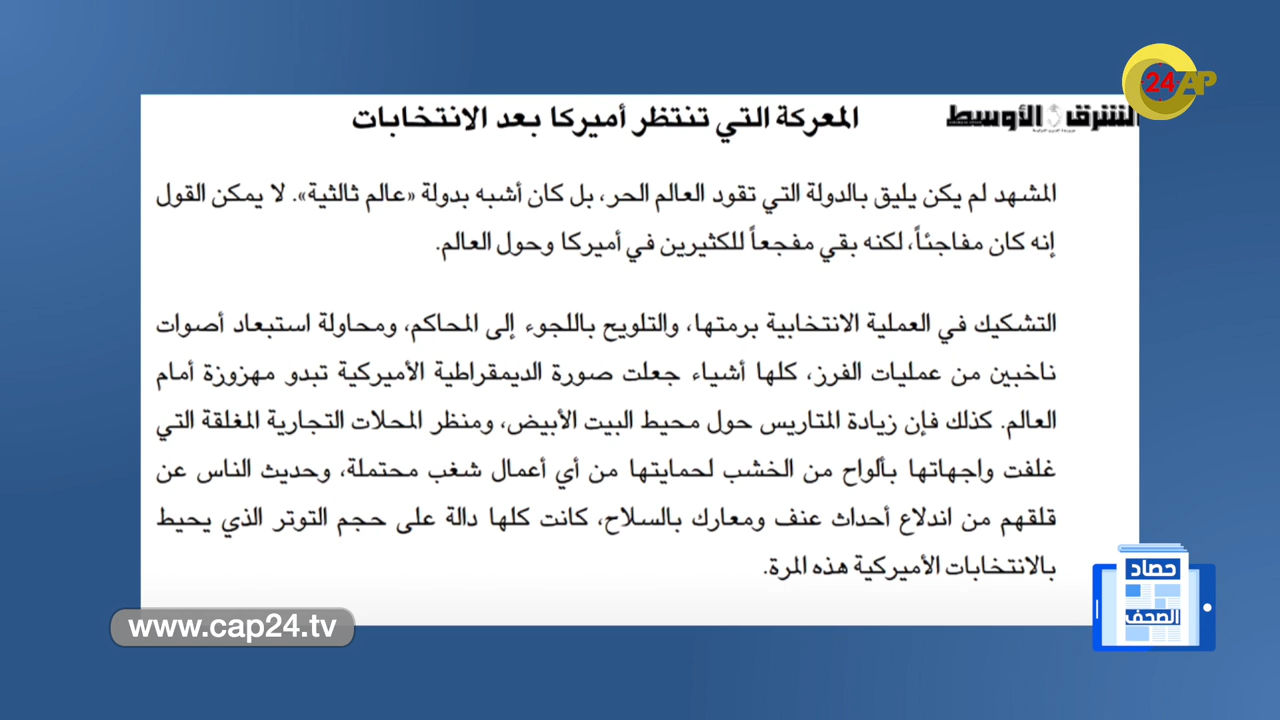 24 CAP
الشرق الأوسط
المعركة التي تنتظر أميركا بعد الانتخابات
المشهد لم يكن يليق بالدولة التي تقود العالم الحر، بل كان أشبه بدولة «عالم ثالثية». لا يمكن القول
إنه كان مفاجئاً، لكنه بقي مفجعاً للكثيرين في أميركا وحول العالم.
التشكيك في العملية الانتخابية برمتها، والتلويح باللجوء إلى المحاكم، ومحاولة استبعاد أصوات
ناخبين من عمليات الفرز، كلها أشياء جعلت صورة الديمقراطية الأميركية تبدو مهزوزة أمام
العالم. كذلك فإن زيادة المتاريس حول محيط البيت الأبيض، ومنظر المحلات التجارية المغلقة التي
غلفت واجهاتها بألواح من الخشب لحمايتها من أي أعمال شغب محتملة، وحديث الناس عن
قلقهم من اندلاع أحداث عنف ومعارك بالسلاح، كانت كلها دالة على حجم التوتر الذي يحيط
بالانتخابات الأميركية هذه المرة.
حصاد
الصحف
www.cap24.tv